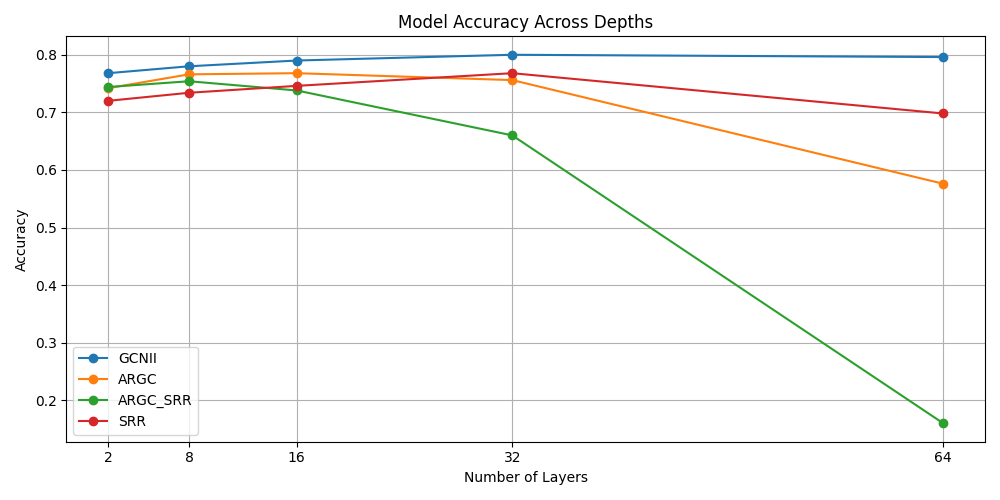 Model Accuracy Across Depths
Accuracy
0.8
0.7
0.6
0.5
0.4
0.3
0.2
GCNII
ARGC
ARGC_SRR
SRR
2 8 16 32 64
Number of Layers